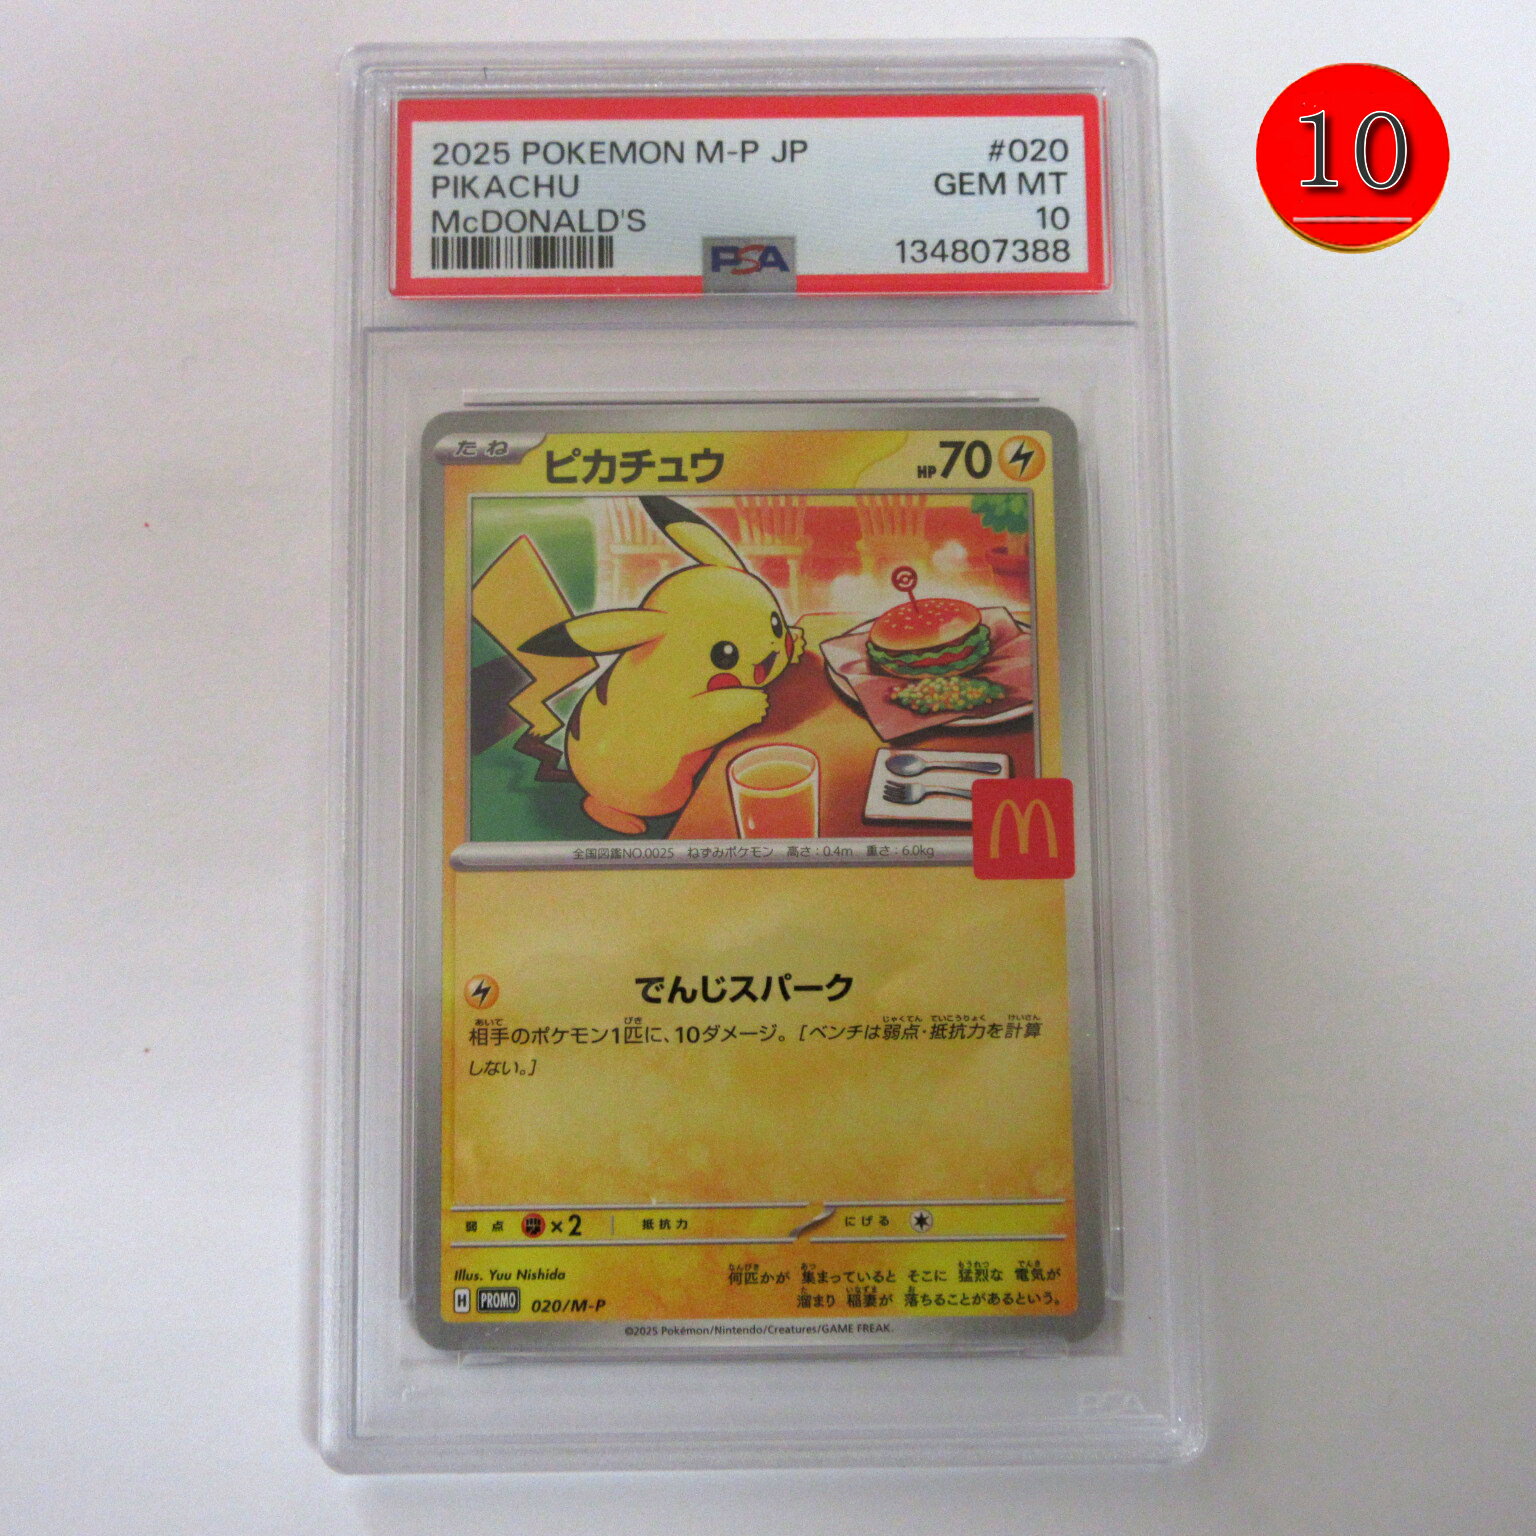 2025 POKEMON M-P JP #020
PIKACHU GEM MT
McDONALD'S 10
PSA 134807388
10
たね ピカチュウ HP70
M
全国図鑑NO.0025 ねずみポケモン 高さ:0.4m 重さ:6.0kg
でんじスパーク
相手のポケモン1匹に、10ダメージ。[ベンチは弱点・抵抗力を計算
しない。]
弱点 ×2 抵抗力 にげる
Illus. Yuu Nishida
何匹かが 集まっていると そこに 猛烈な 電気が
溜まり 稲妻が 落ちることがあるという。
H PROMO 020/M-P
©2025 Pokémon/Nintendo/Creatures/GAME FREAK.
PSA